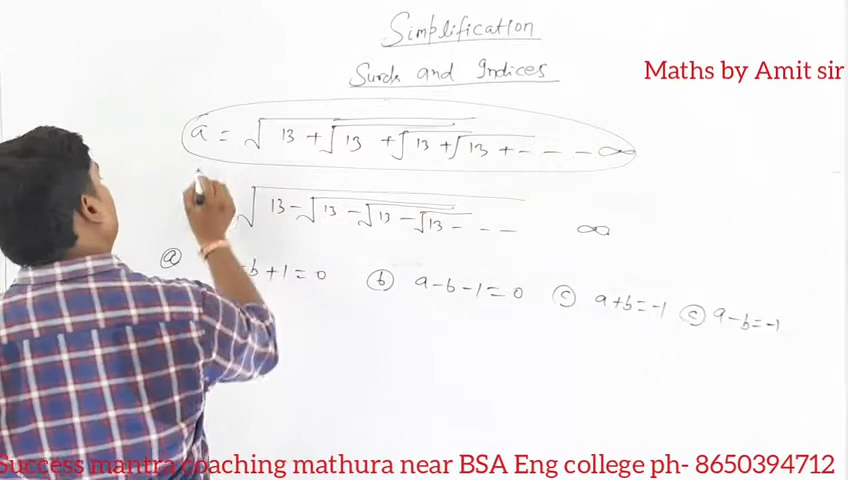 Simplification
Surds and Indices
Maths by Amit sir
a = √13 + √13 + √13 + √13 + - - - ∞
√13 - √13 - √13 - √13 - - - ∞
(a) -b + 1 = 0 (b) a - b - 1 = 0 (c) a + b = -1 (c) a - b = -1
Success mantra coaching mathura near BSA Eng college ph- 8650394712